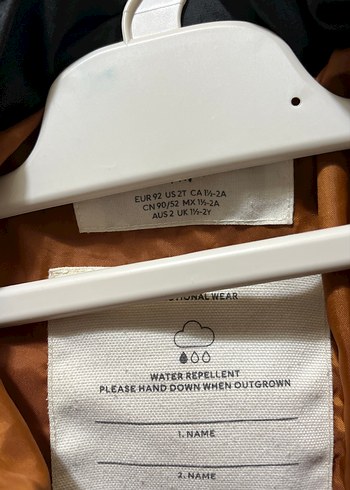 EUR 92 US 2T CA 1½-2A
CN 90/52 MX 1½-2A
AUS 2 UK 1½-2Y
WEAR
WATER REPELLENT
PLEASE HAND DOWN WHEN OUTGROWN
1. NAME
2. NAME